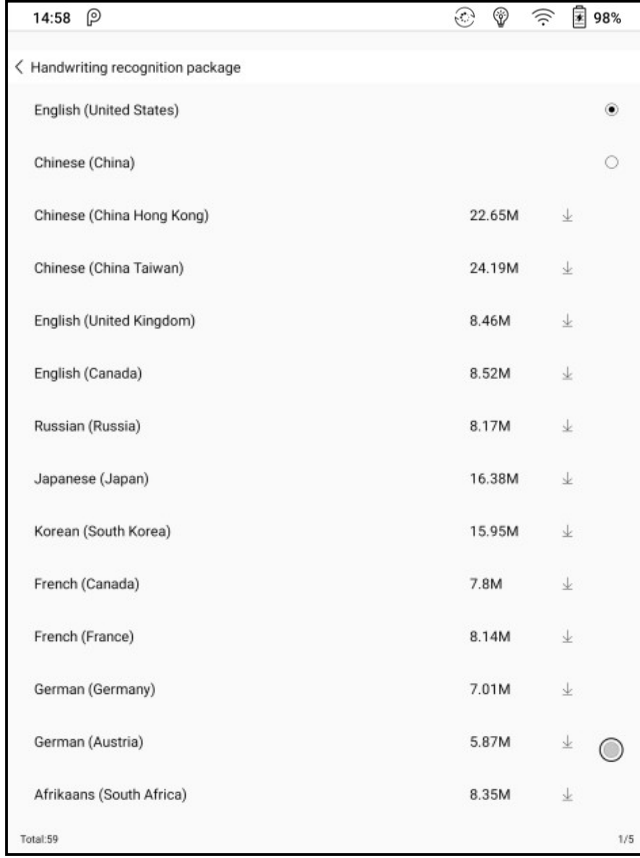 14:58 98%
Handwriting recognition package
English (United States)
Chinese (China)
Chinese (China Hong Kong) 22.65M
Chinese (China Taiwan) 24.19M
English (United Kingdom) 8.46M
English (Canada) 8.52M
Russian (Russia) 8.17M
Japanese (Japan) 16.38M
Korean (South Korea) 15.95M
French (Canada) 7.8M
French (France) 8.14M
German (Germany) 7.01M
German (Austria) 5.87M
Afrikaans (South Africa) 8.35M
Total:59 1/5